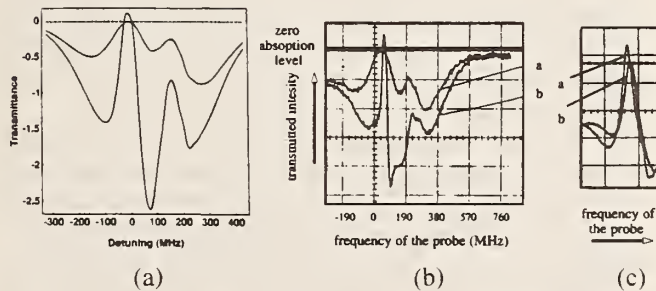 0
-.5
-1
-1.5
-2
-2.5
Transmittance
-300 -200 -100 0 100 200 300 400
Detuning (MHz)
(a)
zero
absoption
level
transmutted intesity
a
b
-190 0 190 380 570 760
frequency of the probe (MHz)
(b)
a
b
frequency of
the probe
(c)